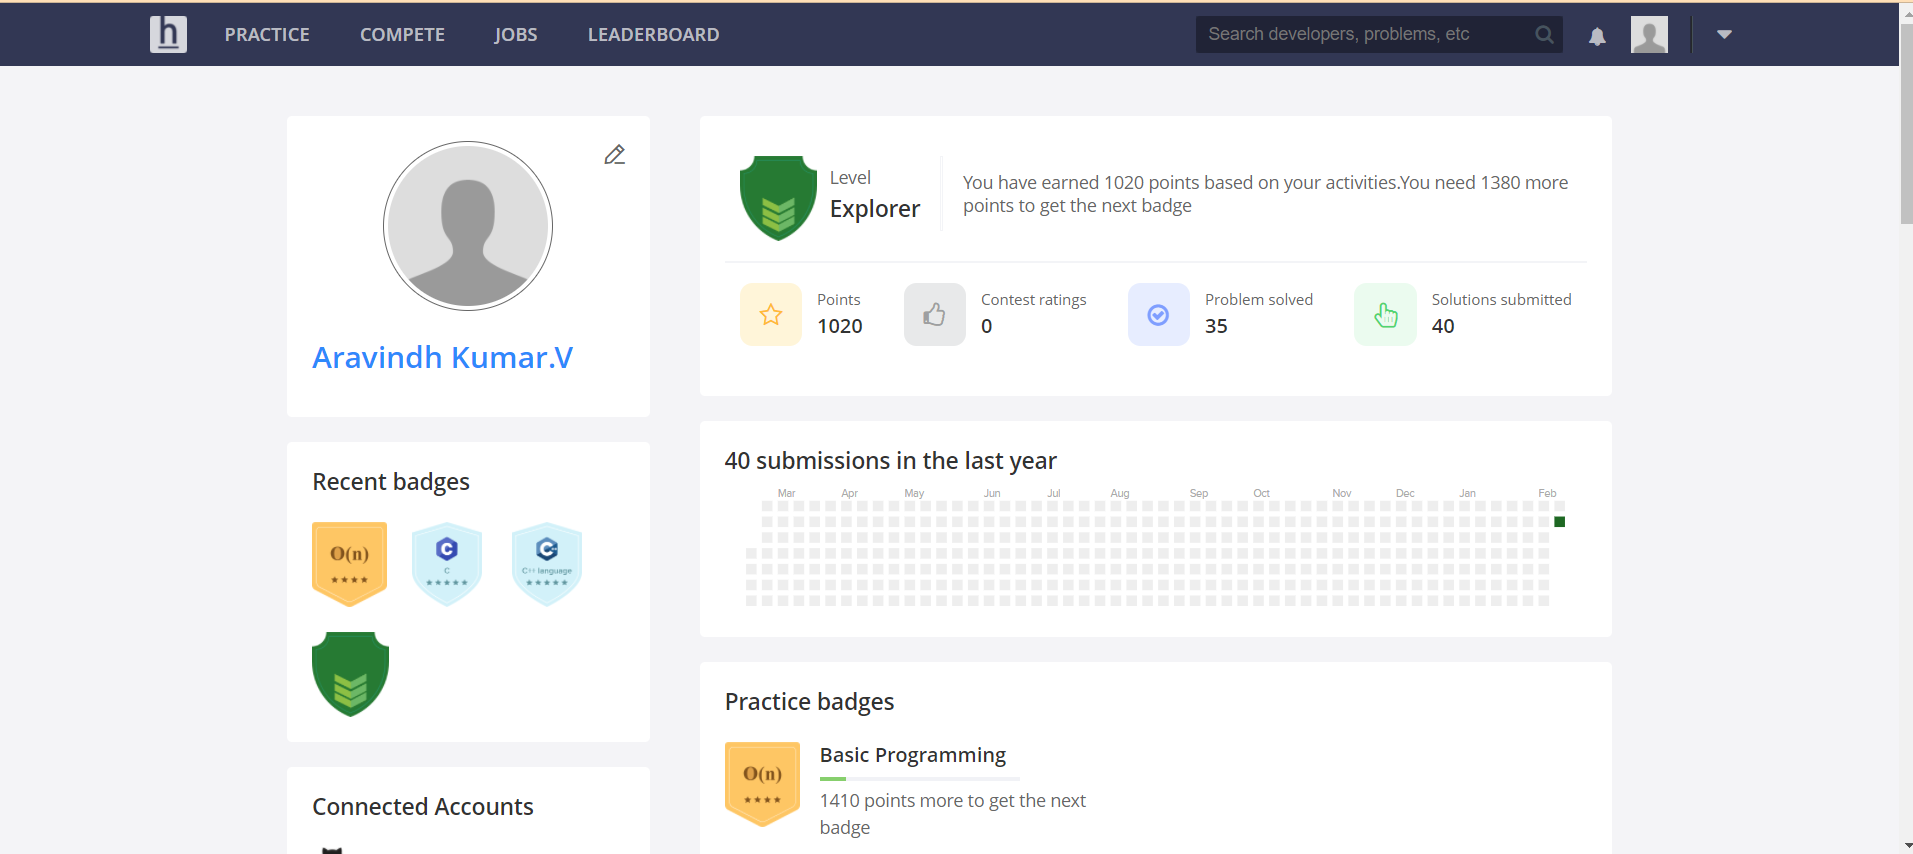 h PRACTICE COMPETE JOBS LEADERBOARD Search developers, problems, etc
Aravindh Kumar.V
Recent badges
O(n)
C
C++ language
Connected Accounts
Level
Explorer
You have earned 1020 points based on your activities.You need 1380 more
points to get the next badge
Points
1020
Contest ratings
0
Problem solved
35
Solutions submitted
40
40 submissions in the last year
Mar Apr May Jun Jul Aug Sep Oct Nov Dec Jan Feb
Practice badges
O(n)
Basic Programming
1410 points more to get the next
badge